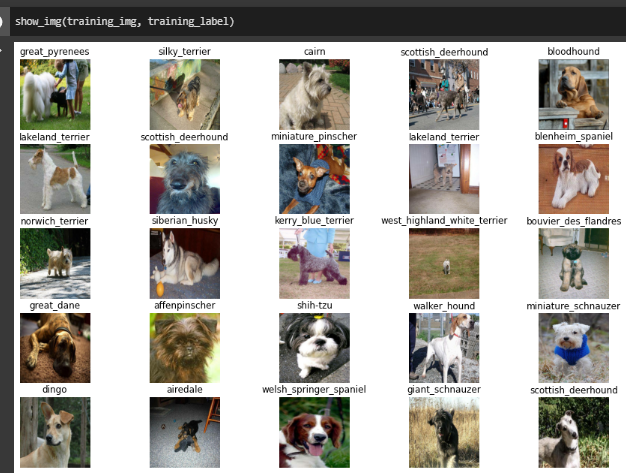 show_img(training_img, training_label)
great_pyrenees silky_terrier cairn scottish_deerhound bloodhound
lakeland_terrier scottish_deerhound miniature_pinscher lakeland_terrier blenheim_spaniel
norwich_terrier siberian_husky kerry_blue_terrier west_highland_white_terrier bouvier_des_flandres
great_dane affenpinscher shih-tzu walker_hound miniature_schnauzer
dingo airedale welsh_springer_spaniel giant_schnauzer scottish_deerhound